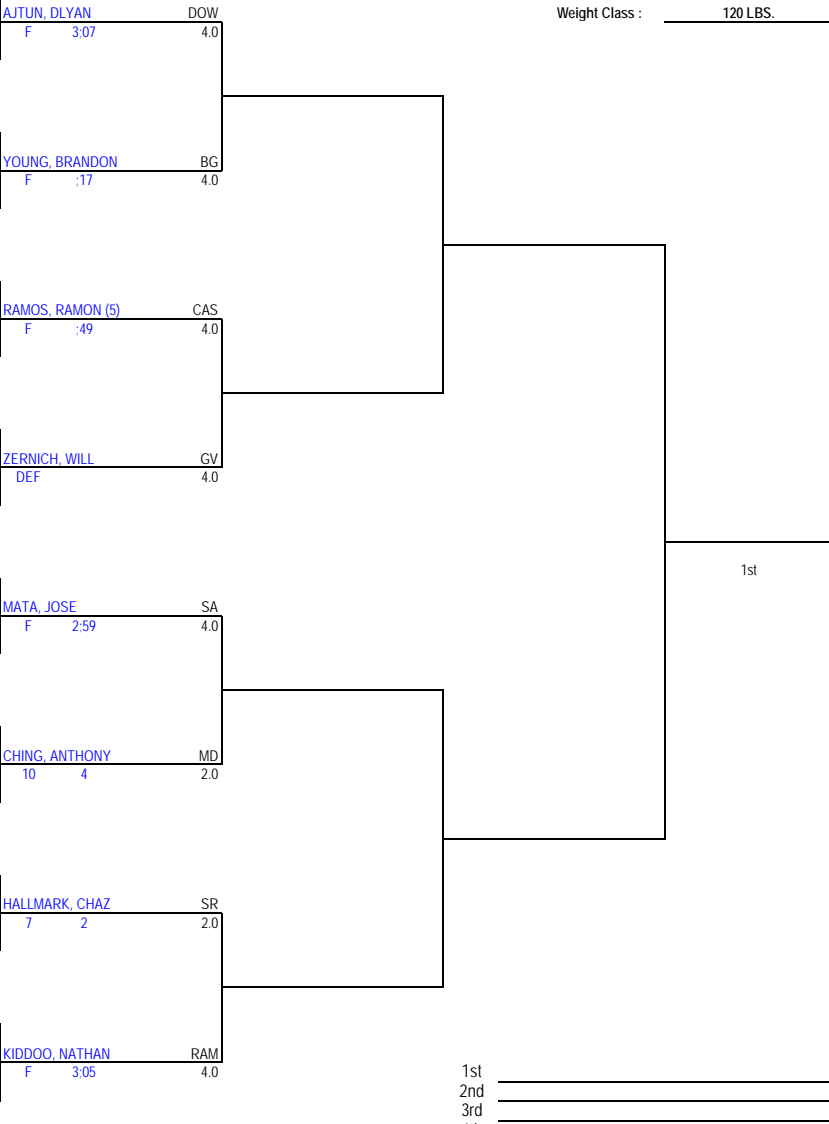 AJTUN, DLYAN DOW Weight Class : 120 LBS.
F 3;07 4.0
YOUNG, BRANDON BG
F ;17 4.0
RAMOS, RAMON (5) CAS
F ;49 4.0
ZERNICH, WILL GV
DEF 4.0
1st
MATA, JOSE SA
F 2;59 4.0
CHING, ANTHONY MD
10 4 2.0
HALLMARK, CHAZ SR
7 2 2.0
KIDDOO, NATHAN RAM
F 3;05 4.0
1st
2nd
3rd